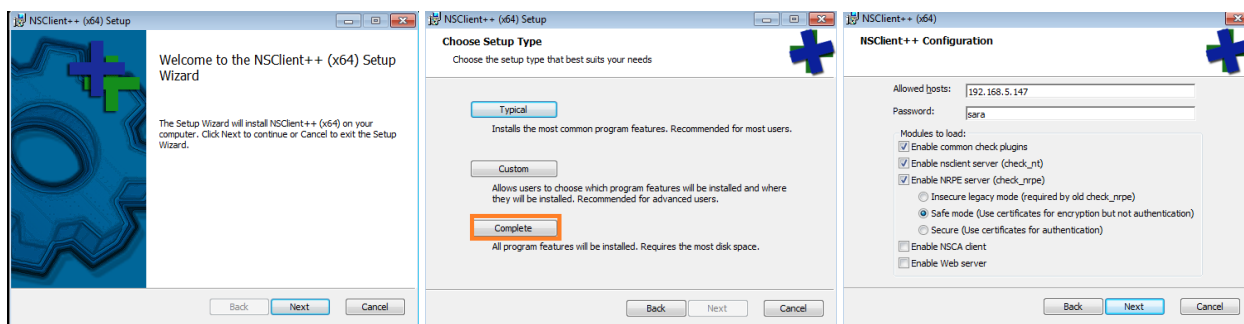 NSClient++ (x64) Setup
Welcome to the NSClient++ (x64) Setup
Wizard
The Setup Wizard will install NSClient++ (x64) on your
computer. Click Next to continue or Cancel to exit the Setup
Wizard.
Back
Next
Cancel
NSClient++ (x64) Setup
Choose Setup Type
Choose the setup type that best suits your needs
Typical
Installs the most common program features. Recommended for most users.
Custom
Allows users to choose which program features will be installed and where
they will be installed. Recommended for advanced users.
Complete
All program features will be installed. Requires the most disk space.
Back
Next
Cancel
NSClient++ (x64)
NSClient++ Configuration
Allowed hosts: 192.168.5.147
Password: sara
Modules to load:
Enable common check plugins
Enable nsclient server (check_nt)
Enable NRPE server (check_nrpe)
Insecure legacy mode (required by old check_nrpe)
Safe mode (Use certificates for encryption but not authentication)
Secure (Use certificates for authentication)
Enable NSCA client
Enable Web server
Back
Next
Cancel